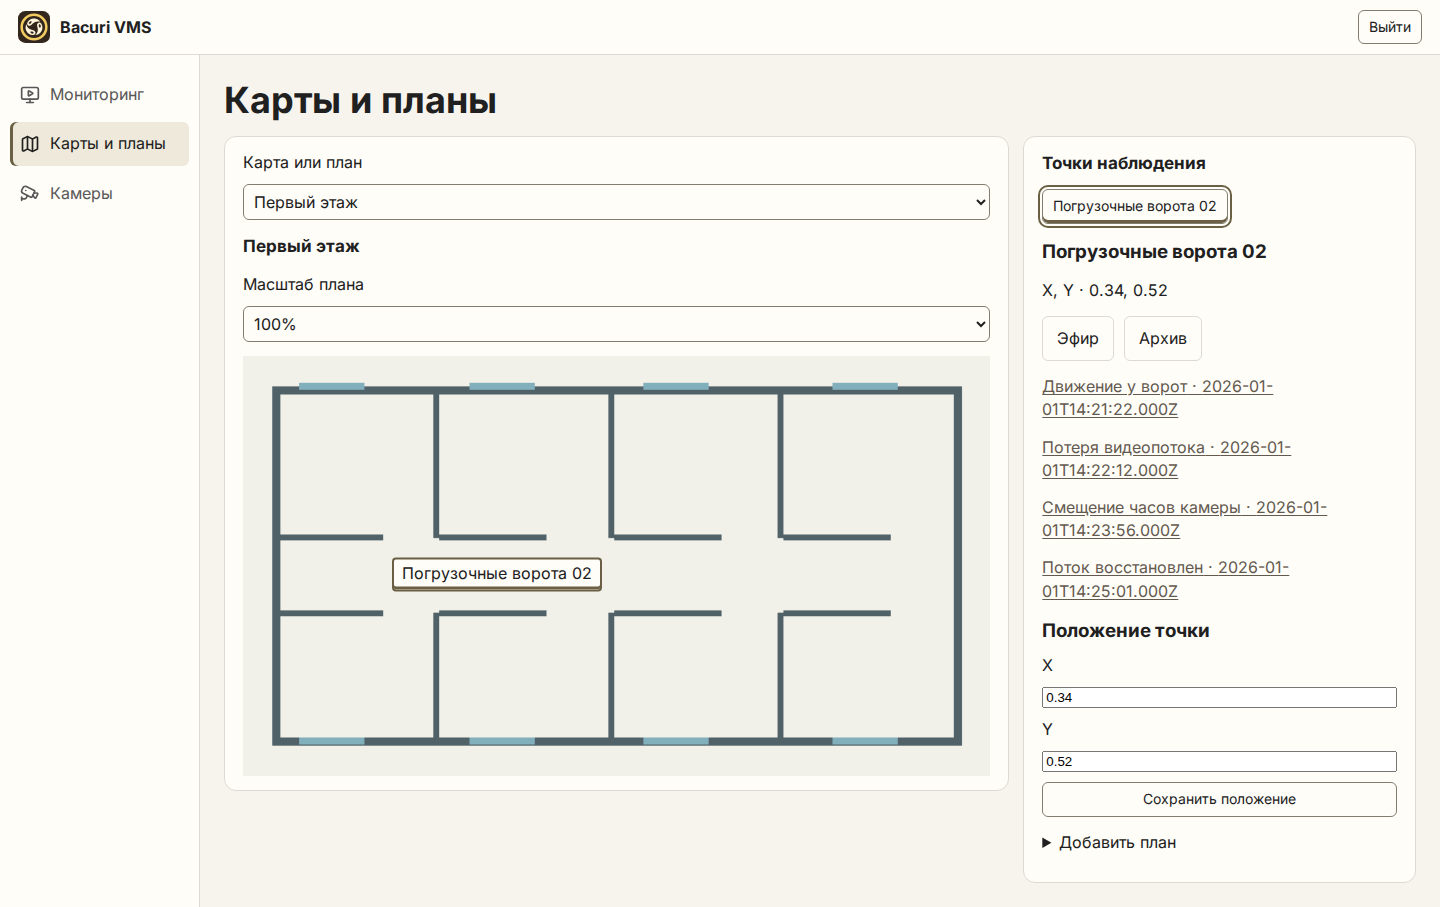 Bacuri VMS
Выйти
Мониторинг
Карты и планы
Камеры
Карты и планы
Карта или план
Первый этаж
Первый этаж
Масштаб плана
100%
Погрузочные ворота 02
Точки наблюдения
Погрузочные ворота 02
Погрузочные ворота 02
X, Y · 0.34, 0.52
Эфир
Архив
Движение у ворот · 2026-01-
01T14:21:22.000Z
Потеря видеопотока · 2026-01-
01T14:22:12.000Z
Смещение часов камеры · 2026-01-
01T14:23:56.000Z
Поток восстановлен · 2026-01-
01T14:25:01.000Z
Положение точки
X
0.34
Y
0.52
Сохранить положение
Добавить план